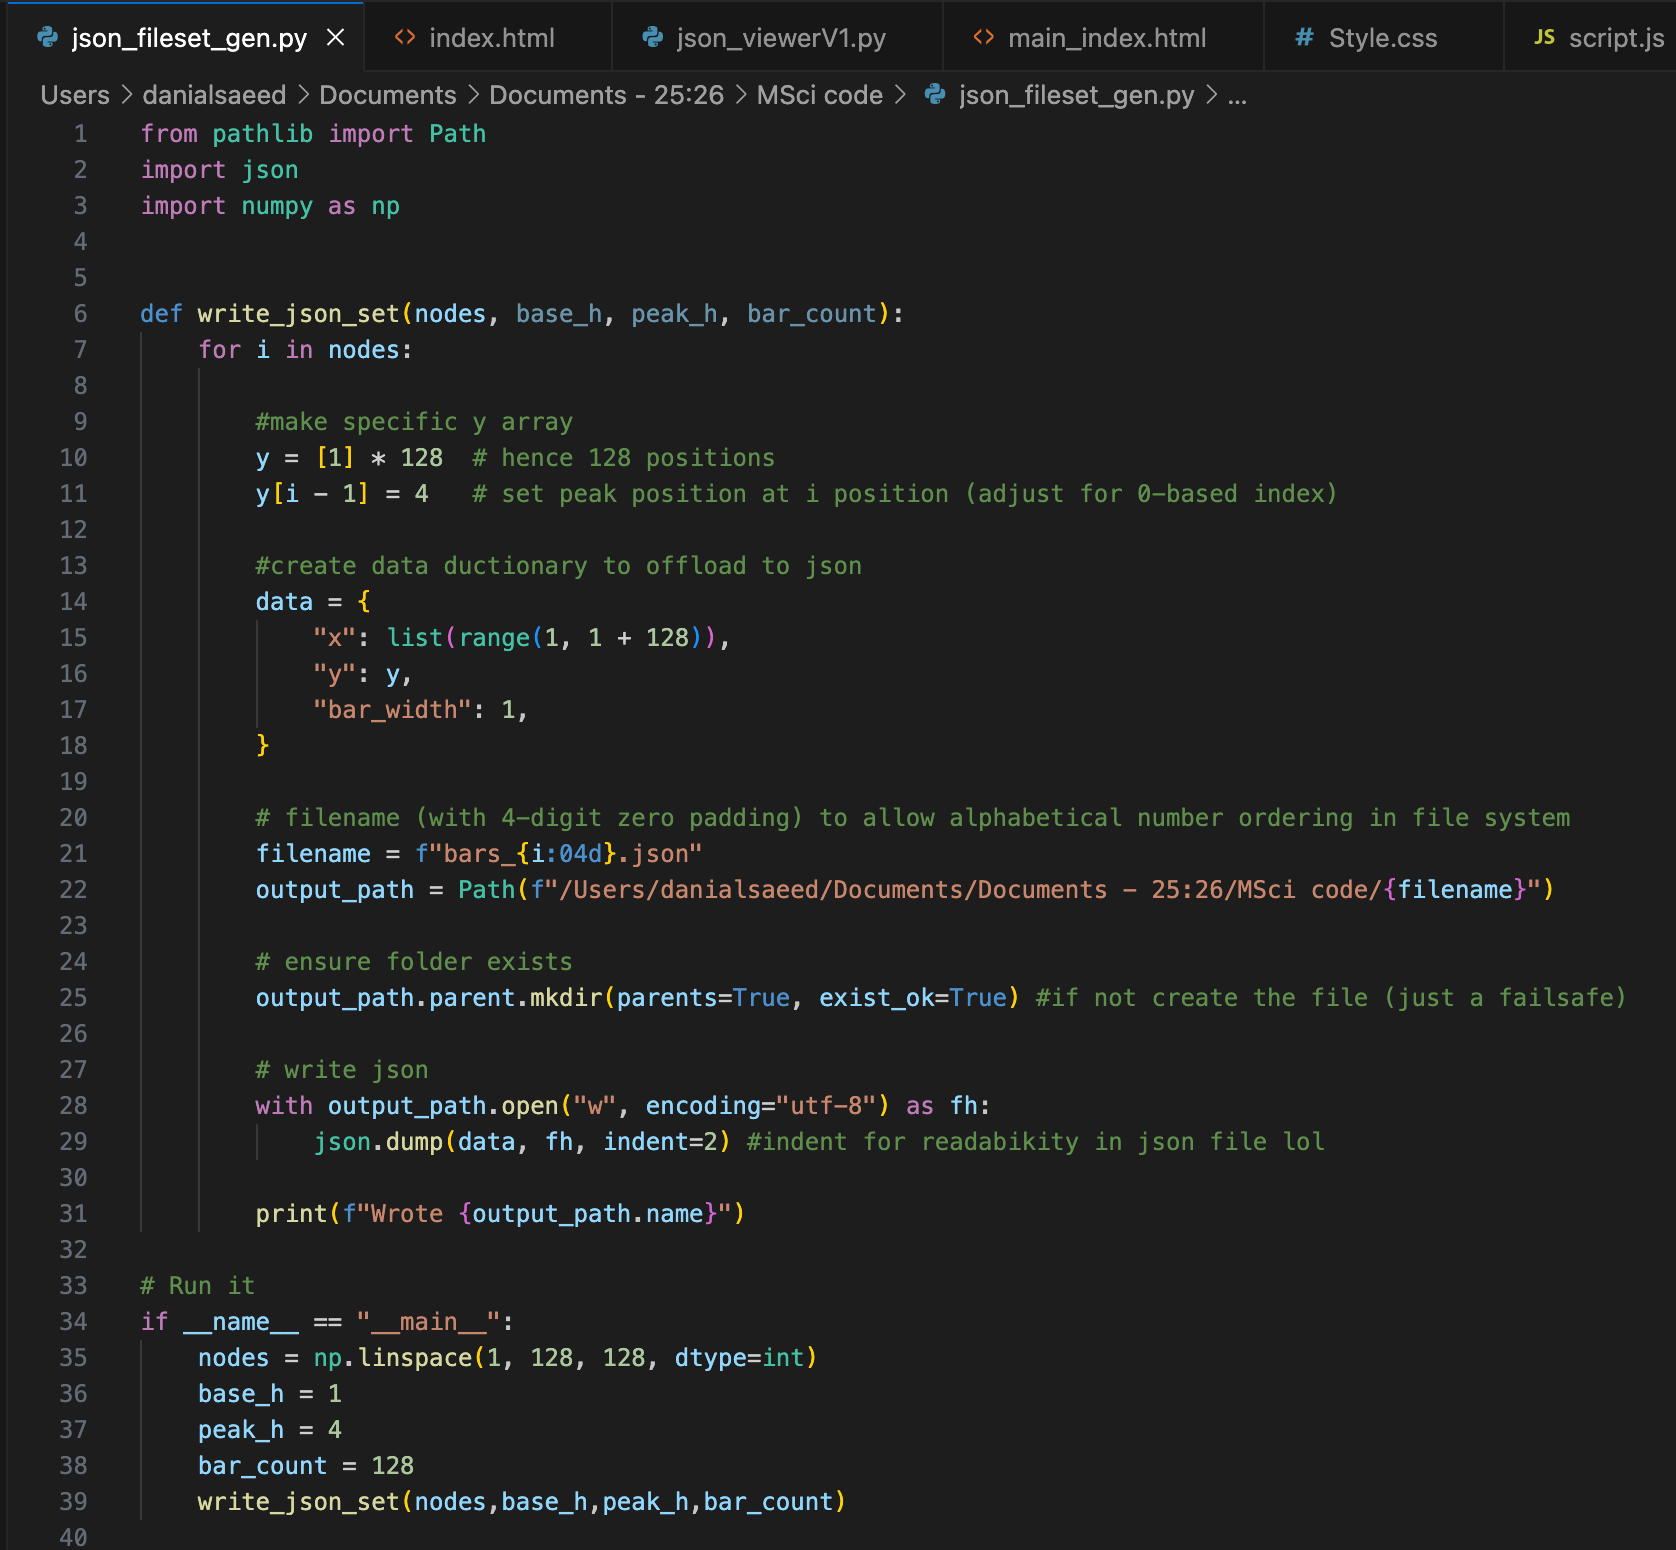 json_fileset_gen.py × <> index.html json_viewerV1.py <> main_index.html # Style.css JS script.js
Users > danialsaeed > Documents > Documents - 25:26 > MSci code > json_fileset_gen.py > ...
1 from pathlib import Path
2 import json
3 import numpy as np
4
5
6 def write_json_set(nodes, base_h, peak_h, bar_count):
7     for i in nodes:
8
9         #make specific y array
10         y = [1] * 128  # hence 128 positions
11         y[i - 1] = 4   # set peak position at i position (adjust for 0-based index)
12
13         #create data ductionary to offload to json
14         data = {
15             "x": list(range(1, 1 + 128)),
16             "y": y,
17             "bar_width": 1,
18         }
19
20         # filename (with 4-digit zero padding) to allow alphabetical number ordering in file system
21         filename = f"bars_{i:04d}.json"
22         output_path = Path(f"/Users/danialsaeed/Documents/Documents - 25:26/MSci code/{filename}")
23
24         # ensure folder exists
25         output_path.parent.mkdir(parents=True, exist_ok=True) #if not create the file (just a failsafe)
26
27         # write json
28         with output_path.open("w", encoding="utf-8") as fh:
29             json.dump(data, fh, indent=2) #indent for readabikity in json file lol
30
31         print(f"Wrote {output_path.name}")
32
33 # Run it
34 if __name__ == "__main__":
35     nodes = np.linspace(1, 128, 128, dtype=int)
36     base_h = 1
37     peak_h = 4
38     bar_count = 128
39     write_json_set(nodes,base_h,peak_h,bar_count)
40